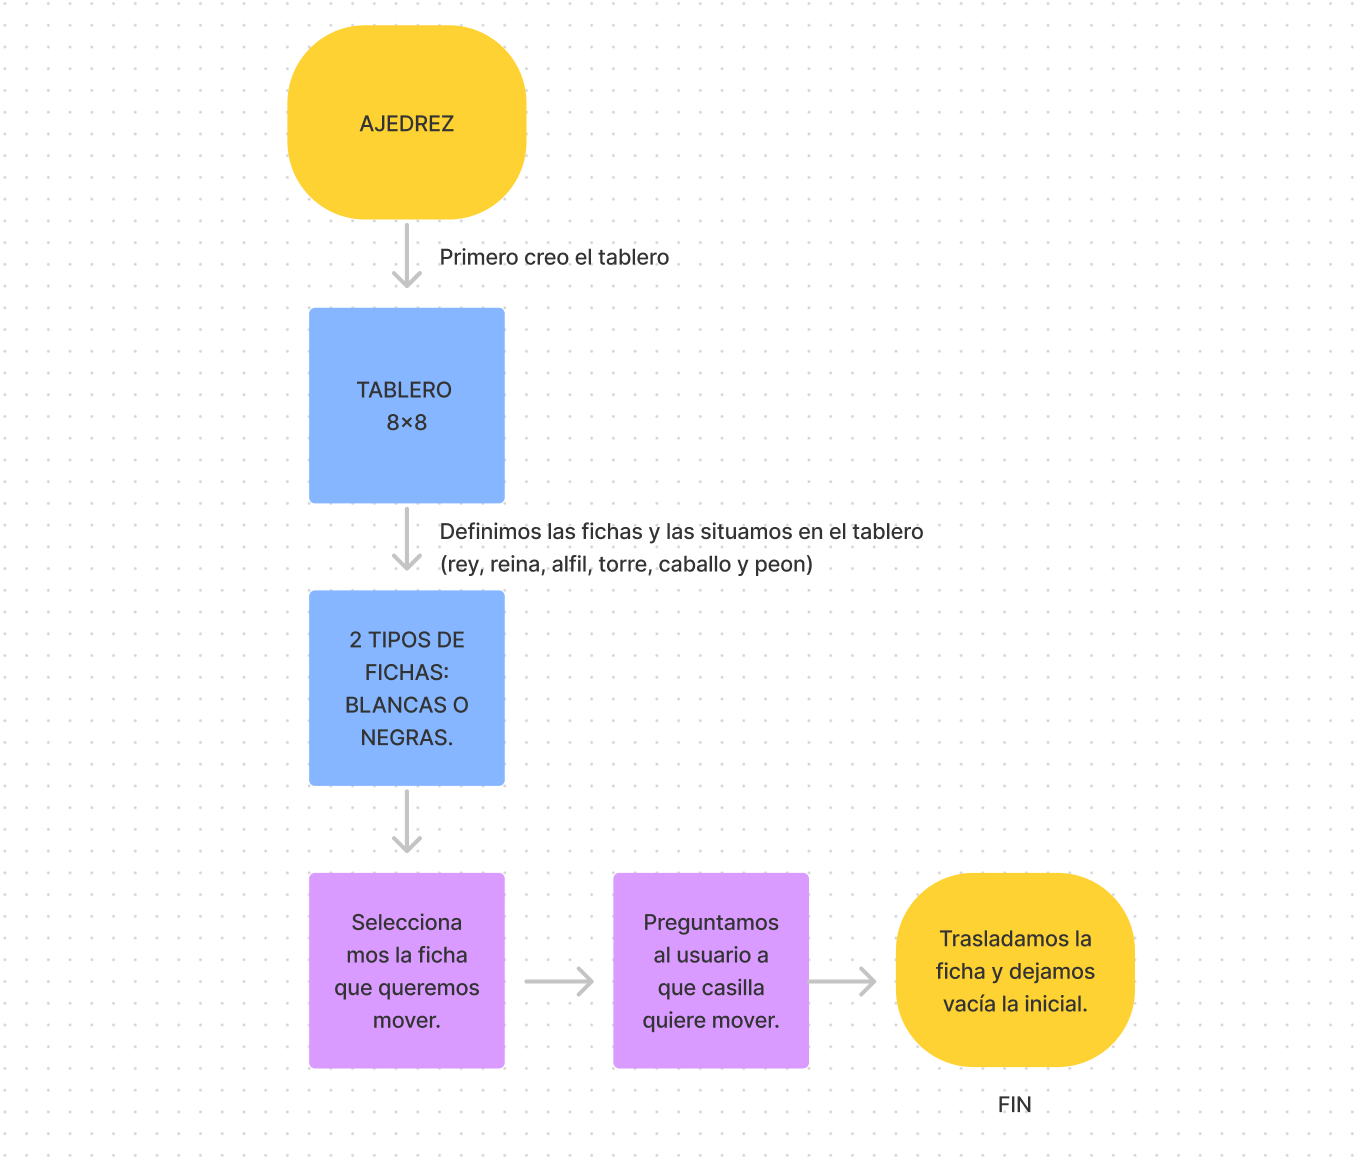 AJEDREZ
Primero creo el tablero
TABLERO
8x8
Definimos las fichas y las situamos en el tablero
(rey, reina, alfil, torre, caballo y peon)
2 TIPOS DE
FICHAS:
BLANCAS O
NEGRAS.
Selecciona
mos la ficha
que queremos
mover.
Preguntamos
al usuario a
que casilla
quiere mover.
Trasladamos la
ficha y dejamos
vacía la inicial.
FIN